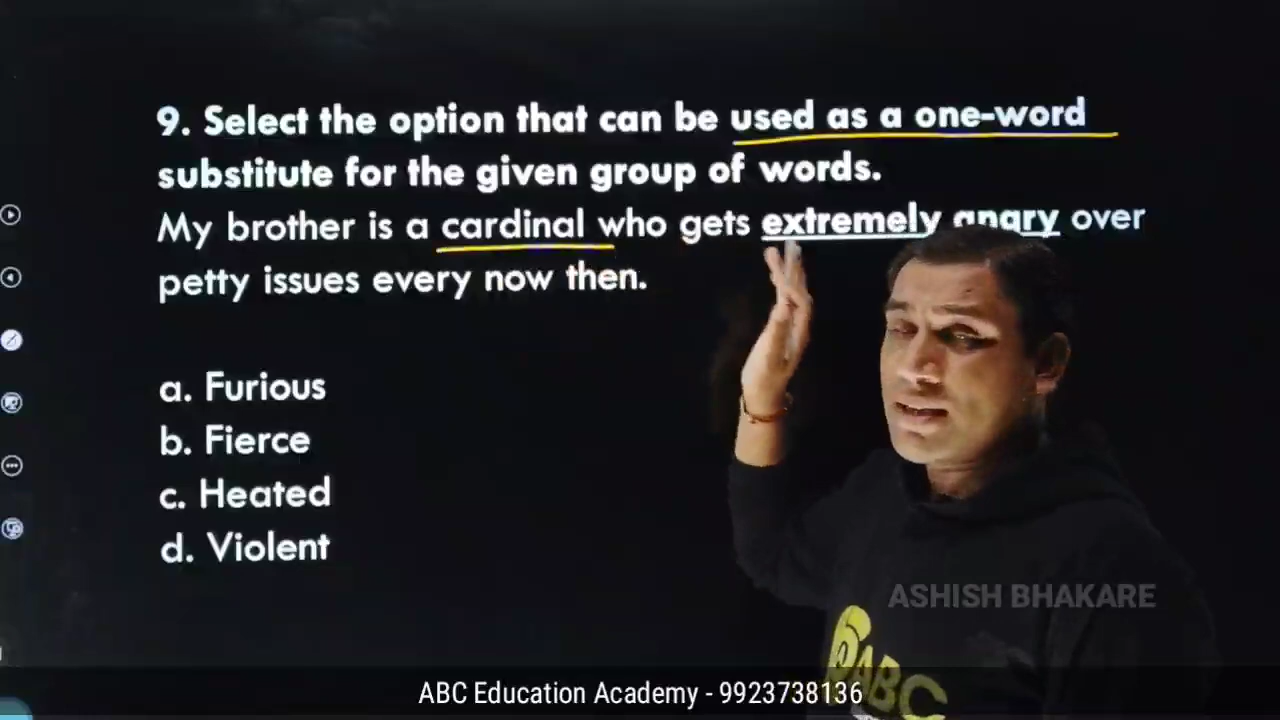 9. Select the option that can be used as a one-word
substitute for the given group of words.
My brother is a cardinal who gets extremely angry over
petty issues every now then.
a. Furious
b. Fierce
c. Heated
d. Violent
ASHISH BHAKARE
ABC
ABC Education Academy - 9923738136